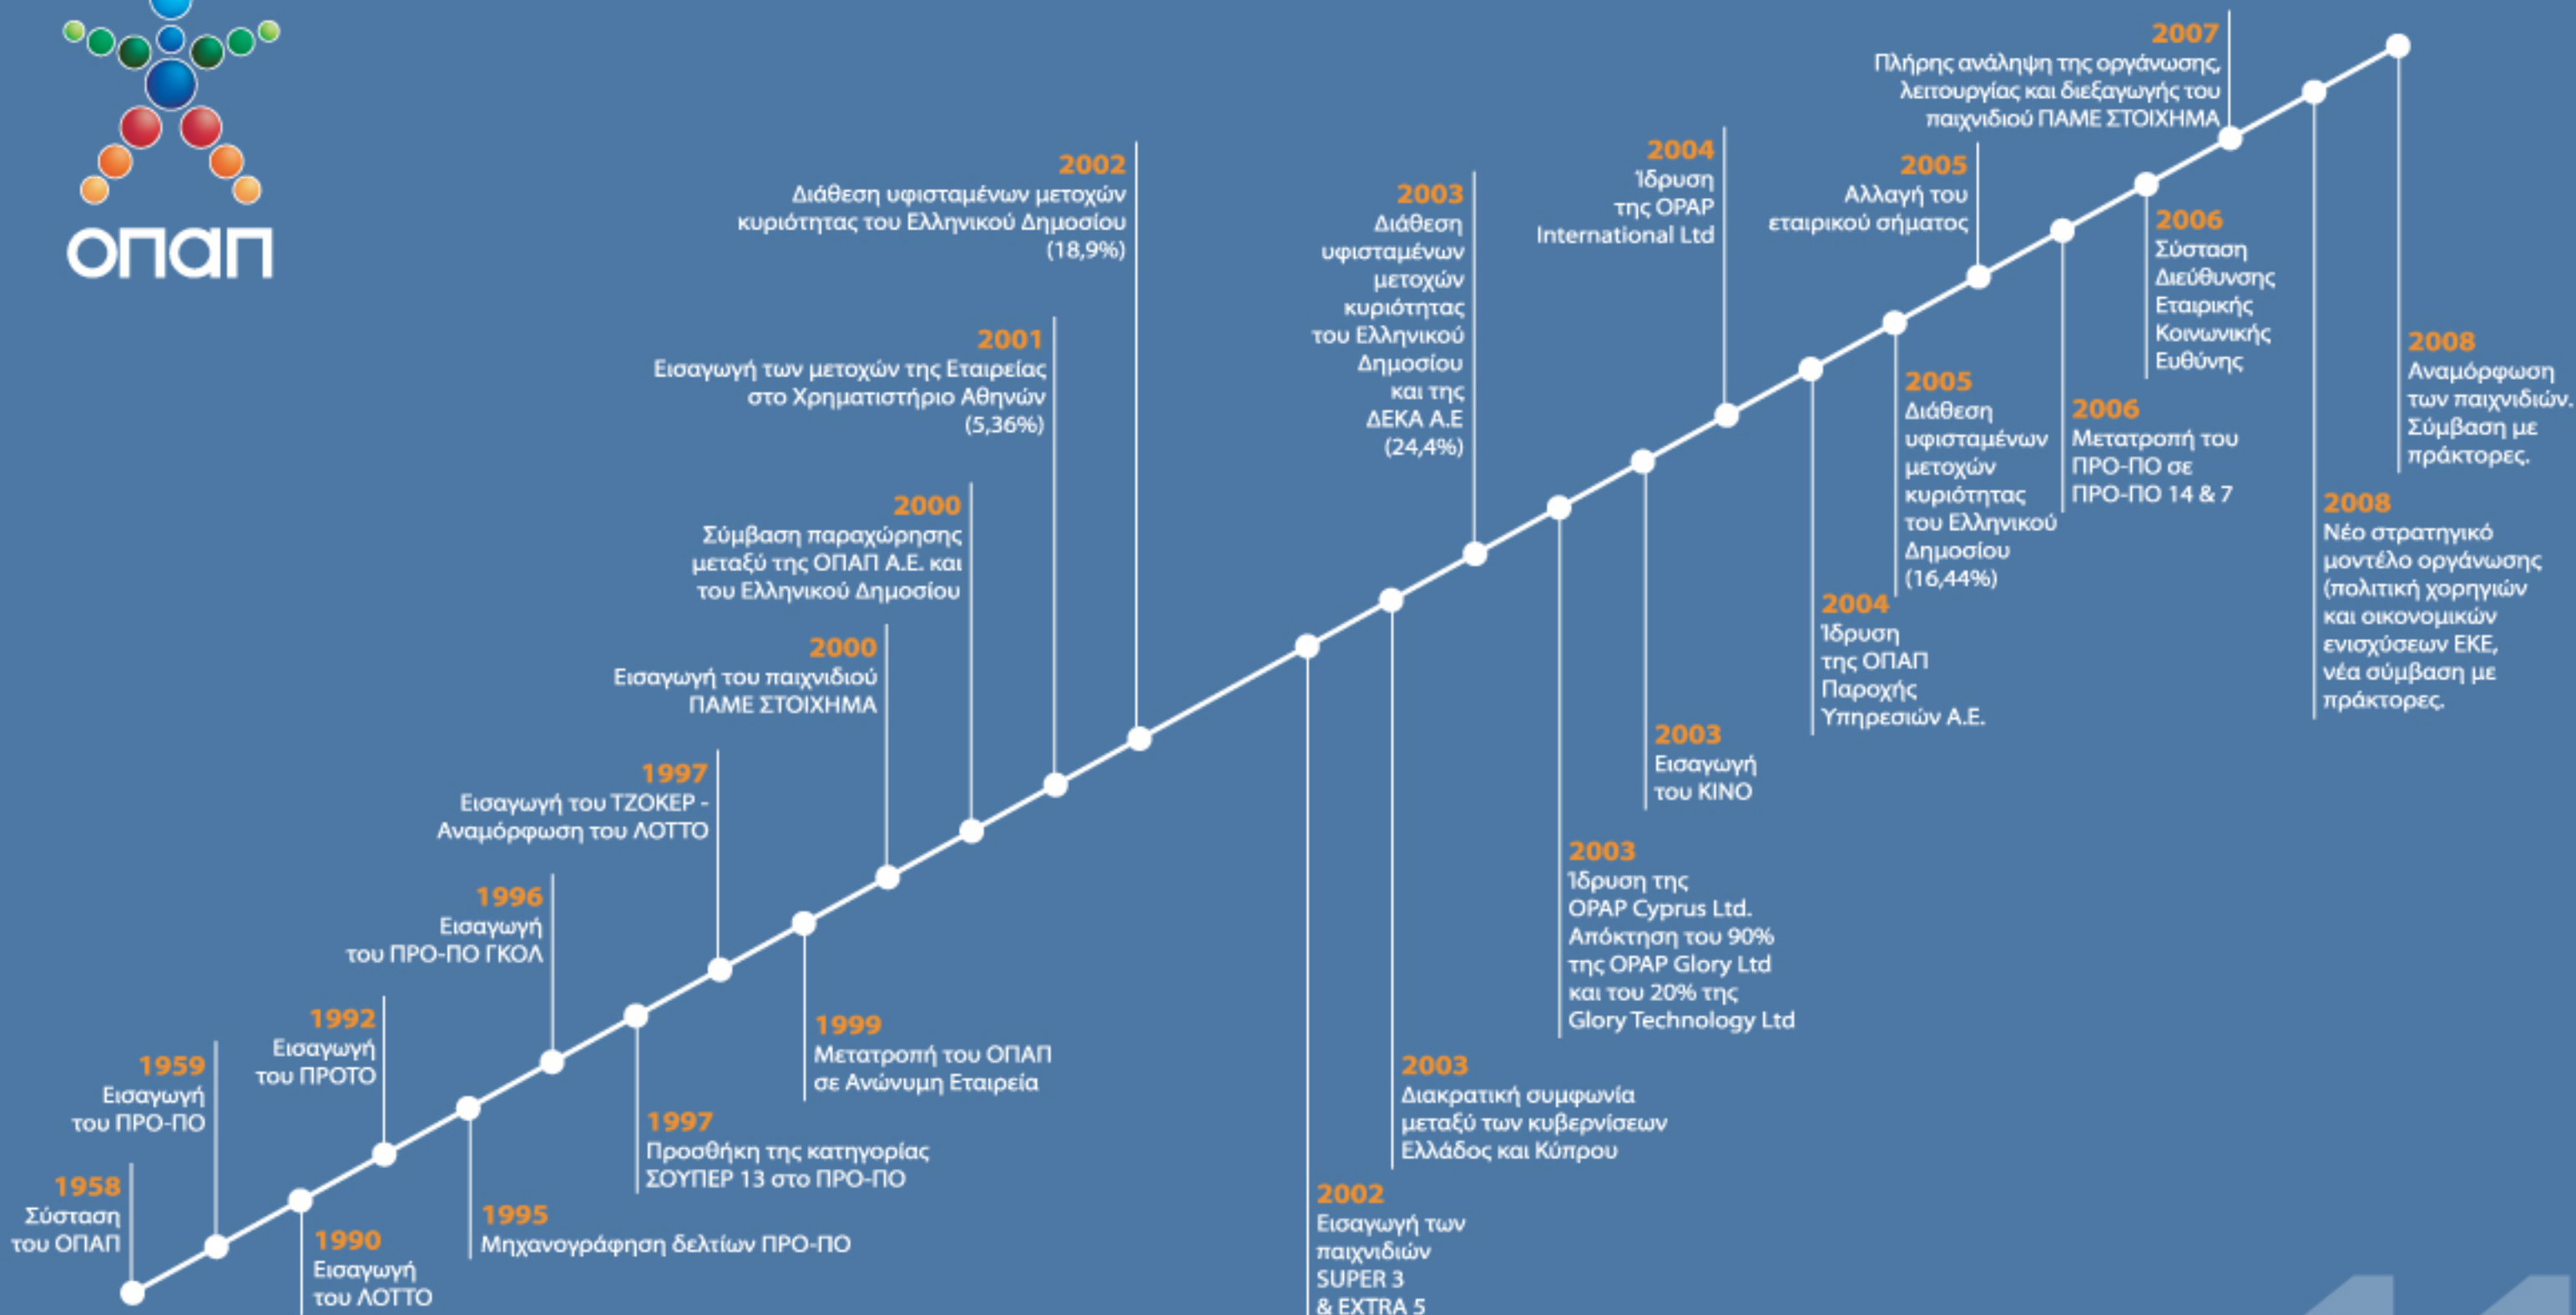 οπαπ
1958
Σύσταση
του ΟΠΑΠ
1959
Εισαγωγή
του ΠΡΟ-ΠΟ
1990
Εισαγωγή
του ΛΟΤΤΟ
1992
Εισαγωγή
του ΠΡΟΤΟ
1995
Μηχανογράφηση δελτίων ΠΡΟ-ΠΟ
1996
Εισαγωγή
του ΠΡΟ-ΠΟ ΓΚΟΛ
1997
Προσθήκη της κατηγορίας
ΣΟΥΠΕΡ 13 στο ΠΡΟ-ΠΟ
1997
Εισαγωγή του ΤΖΟΚΕΡ -
Αναμόρφωση του ΛΟΤΤΟ
1999
Μετατροπή του ΟΠΑΠ
σε Ανώνυμη Εταιρεία
2000
Εισαγωγή του παιχνιδιού
ΠΑΜΕ ΣΤΟΙΧΗΜΑ
2000
Σύμβαση παραχώρησης
μεταξύ της ΟΠΑΠ Α.Ε. και
του Ελληνικού Δημοσίου
2001
Εισαγωγή των μετοχών της Εταιρείας
στο Χρηματιστήριο Αθηνών
(5,36%)
2002
Διάθεση υφισταμένων μετοχών
κυριότητας του Ελληνικού Δημοσίου
(18,9%)
2002
Εισαγωγή των
παιχνιδιών
SUPER 3
& EXTRA 5
2003
Διακρατική συμφωνία
μεταξύ των κυβερνίσεων
Ελλάδος και Κύπρου
2003
Διάθεση
υφισταμένων
μετοχών
κυριότητας
του Ελληνικού
Δημοσίου
και της
ΔΕΚΑ Α.Ε
(24,4%)
2003
Ίδρυση της
OPAP Cyprus Ltd.
Απόκτηση του 90%
της OPAP Glory Ltd
και του 20% της
Glory Technology Ltd
2003
Εισαγωγή
του ΚΙΝΟ
2004
Ίδρυση
της OPAP
International Ltd
2004
Ίδρυση
της ΟΠΑΠ
Παροχής
Υπηρεσιών Α.Ε.
2005
Διάθεση
υφισταμένων
μετοχών
κυριότητας
του Ελληνικού
Δημοσίου
(16,44%)
2005
Αλλαγή του
εταιρικού σήματος
2006
Μετατροπή του
ΠΡΟ-ΠΟ σε
ΠΡΟ-ΠΟ 14 & 7
2006
Σύσταση
Διεύθυνσης
Εταιρικής
Κοινωνικής
Ευθύνης
2007
Πλήρης ανάληψη της οργάνωσης,
λειτουργίας και διεξαγωγής του
παιχνιδιού ΠΑΜΕ ΣΤΟΙΧΗΜΑ
2008
Νέο στρατηγικό
μοντέλο οργάνωσης
(πολιτική χορηγιών
και οικονομικών
ενισχύσεων ΕΚΕ,
νέα σύμβαση με
πράκτορες.
2008
Αναμόρφωση
των παιχνιδιών.
Σύμβαση με
πράκτορες.